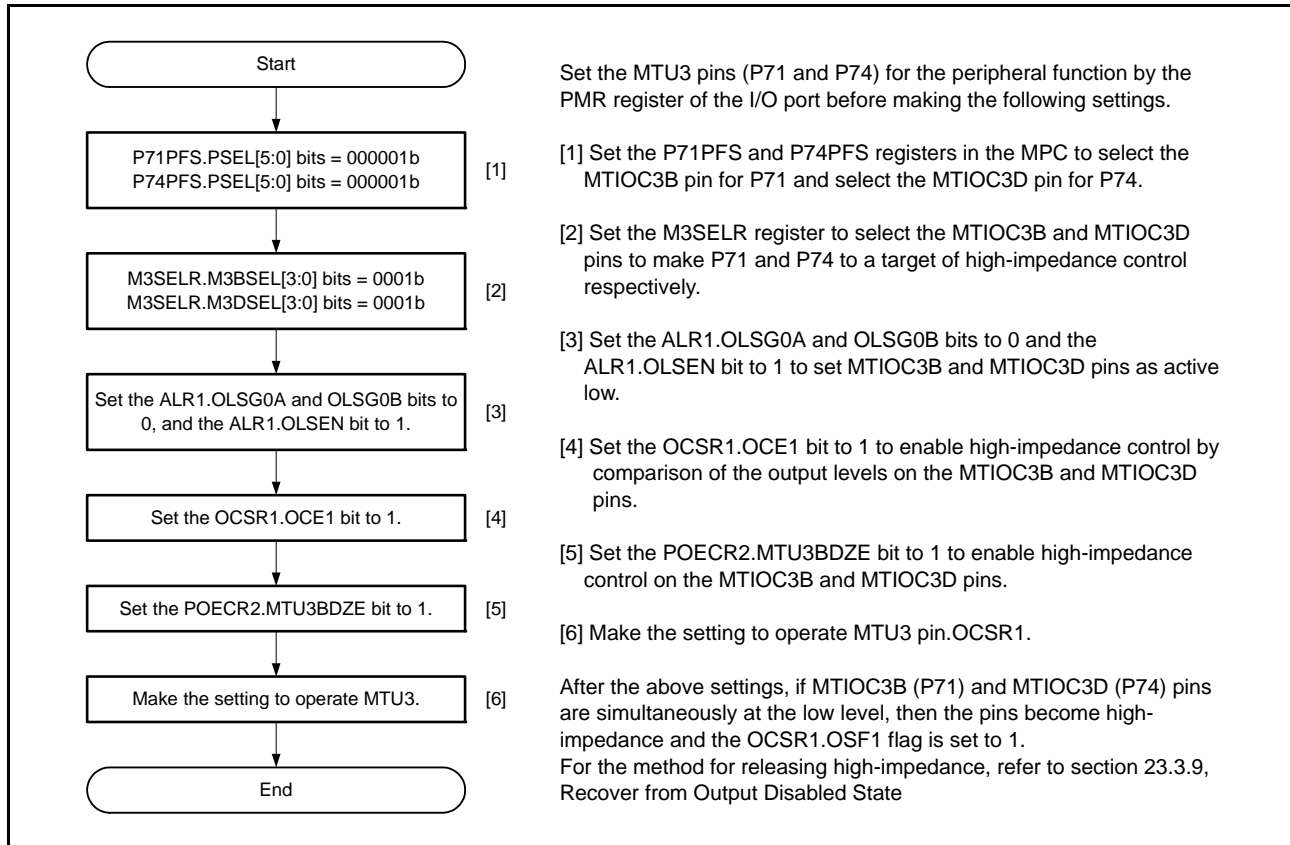 Start
P71PFS.PSEL[5:0] bits = 000001b
P74PFS.PSEL[5:0] bits = 000001b
[1]
M3SELR.M3BSEL[3:0] bits = 0001b
M3SELR.M3DSEL[3:0] bits = 0001b
[2]
Set the ALR1.OLSG0A and OLSG0B bits to
0, and the ALR1.OLSEN bit to 1.
[3]
Set the OCSR1.OCE1 bit to 1.
[4]
Set the POECR2.MTU3BDZE bit to 1.
[5]
Make the setting to operate MTU3.
[6]
End
Set the MTU3 pins (P71 and P74) for the peripheral function by the
PMR register of the I/O port before making the following settings.
[1] Set the P71PFS and P74PFS registers in the MPC to select the
MTIOC3B pin for P71 and select the MTIOC3D pin for P74.
[2] Set the M3SELR register to select the MTIOC3B and MTIOC3D
pins to make P71 and P74 to a target of high-impedance control
respectively.
[3] Set the ALR1.OLSG0A and OLSG0B bits to 0 and the
ALR1.OLSEN bit to 1 to set MTIOC3B and MTIOC3D pins as active
low.
[4] Set the OCSR1.OCE1 bit to 1 to enable high-impedance control by
comparison of the output levels on the MTIOC3B and MTIOC3D
pins.
[5] Set the POECR2.MTU3BDZE bit to 1 to enable high-impedance
control on the MTIOC3B and MTIOC3D pins.
[6] Make the setting to operate MTU3 pin.OCSR1.
After the above settings, if MTIOC3B (P71) and MTIOC3D (P74) pins
are simultaneously at the low level, then the pins become high-
impedance and the OCSR1.OSF1 flag is set to 1.
For the method for releasing high-impedance, refer to section 23.3.9,
Recover from Output Disabled State